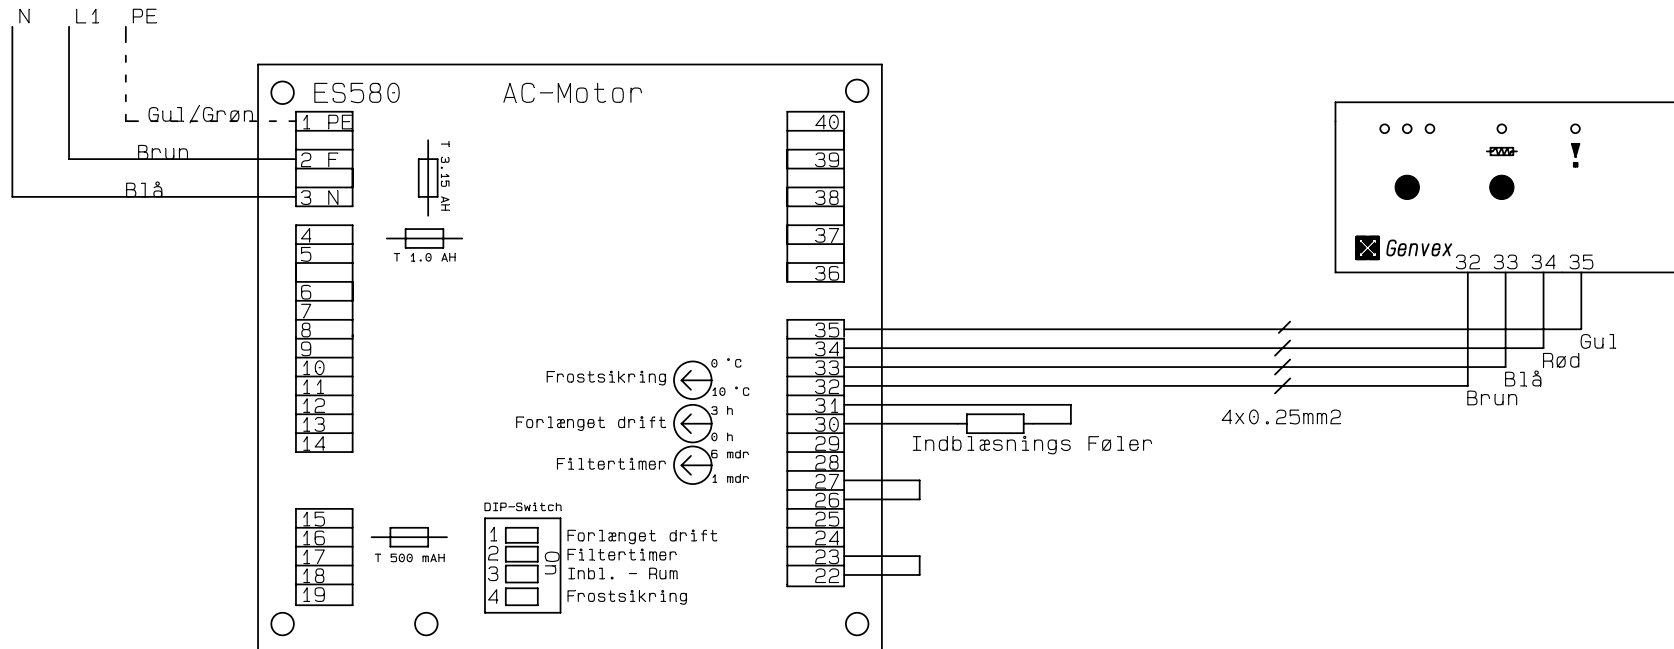 N L1 PE
ES580 AC-Motor
Gul/Grøn
Brun
Blå
1 PE
2 F
3 N
T 3.15 AH
T 1.0 AH
4
5
6
7
8
9
10
11
12
13
14
15
16
17
18
19
T 500 mAH
Frostsikring
0 °C
10 °C
Forlænget drift
3 h
0 h
Filtertimer
6 mdr
1 mdr
DIP-Switch
1 Forlænget drift
2 Filtertimer
3 Inbl. - Rum
4 Frostsikring
On
40
39
38
37
36
35
34
33
32
31
30
29
28
27
26
25
24
23
22
Indblæsnings Føler
4x0.25mm2
!
Genvex
32 33 34 35
Gul
Rød
Blå
Brun